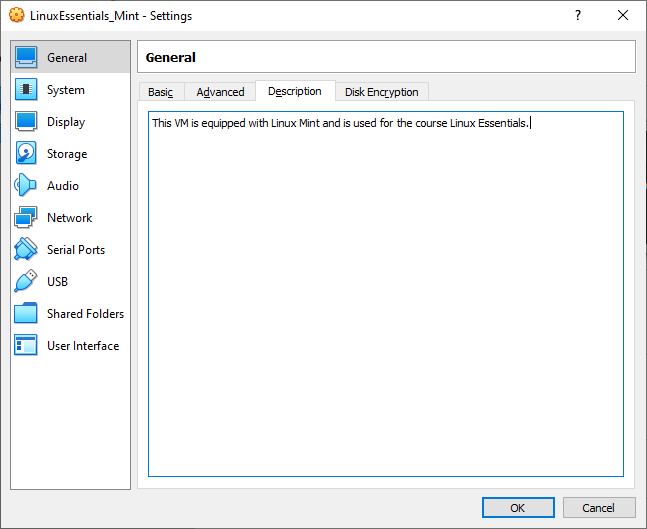 LinuxEssentials_Mint - Settings
?
General
System
Display
Storage
Audio
Network
Serial Ports
USB
Shared Folders
User Interface
General
Basic Advanced Description Disk Encryption
This VM is equipped with Linux Mint and is used for the course Linux Essentials.
OK Cancel